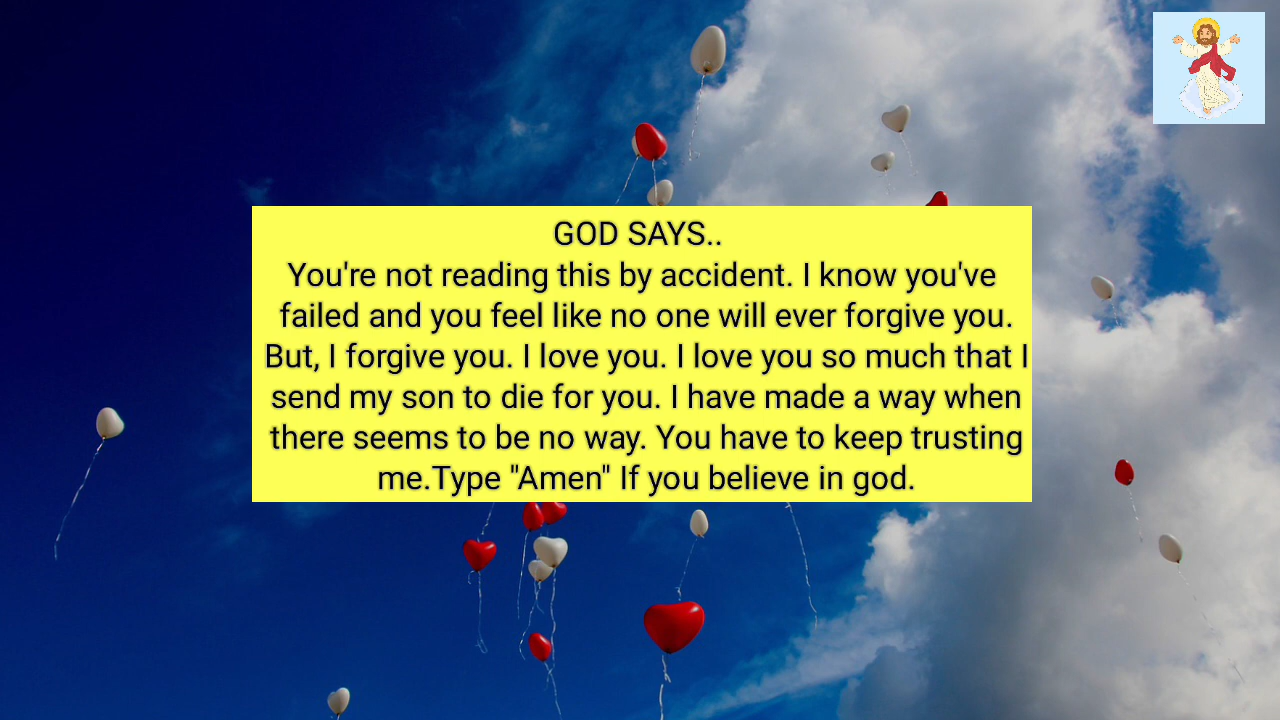 GOD SAYS..
You're not reading this by accident. I know you've
failed and you feel like no one will ever forgive you.
But, I forgive you. I love you. I love you so much that I
send my son to die for you. I have made a way when
there seems to be no way. You have to keep trusting
me.Type "Amen" If you believe in god.